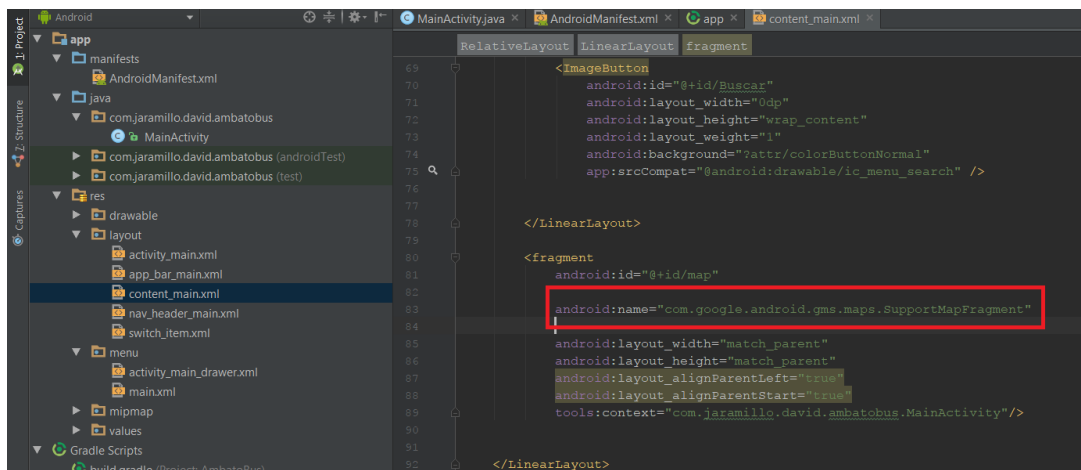 Android
MainActivity.java
AndroidManifest.xml
app
content_main.xml
1: Project
Z: Structure
Captures
app
manifests
AndroidManifest.xml
java
com.jaramillo.david.ambatobus
MainActivity
com.jaramillo.david.ambatobus (androidTest)
com.jaramillo.david.ambatobus (test)
res
drawable
layout
activity_main.xml
app_bar_main.xml
content_main.xml
nav_header_main.xml
switch_item.xml
menu
activity_main_drawer.xml
main.xml
mipmap
values
Gradle Scripts
build.gradle (Project: AmbatoBus)
RelativeLayout LinearLayout fragment
69 <ImageButton
70 android:id="@+id/Buscar"
71 android:layout_width="0dp"
72 android:layout_height="wrap_content"
73 android:layout_weight="1"
74 android:background="?attr/colorButtonNormal"
75 app:srcCompat="@android:drawable/ic_menu_search" />
76
77
78 </LinearLayout>
79
80 <fragment
81 android:id="@+id/map"
82
83 android:name="com.google.android.gms.maps.SupportMapFragment"
84
85 android:layout_width="match_parent"
86 android:layout_height="match_parent"
87 android:layout_alignParentLeft="true"
88 android:layout_alignParentStart="true"
89 tools:context="com.jaramillo.david.ambatobus.MainActivity"/>
90
91
92 </LinearLayout>